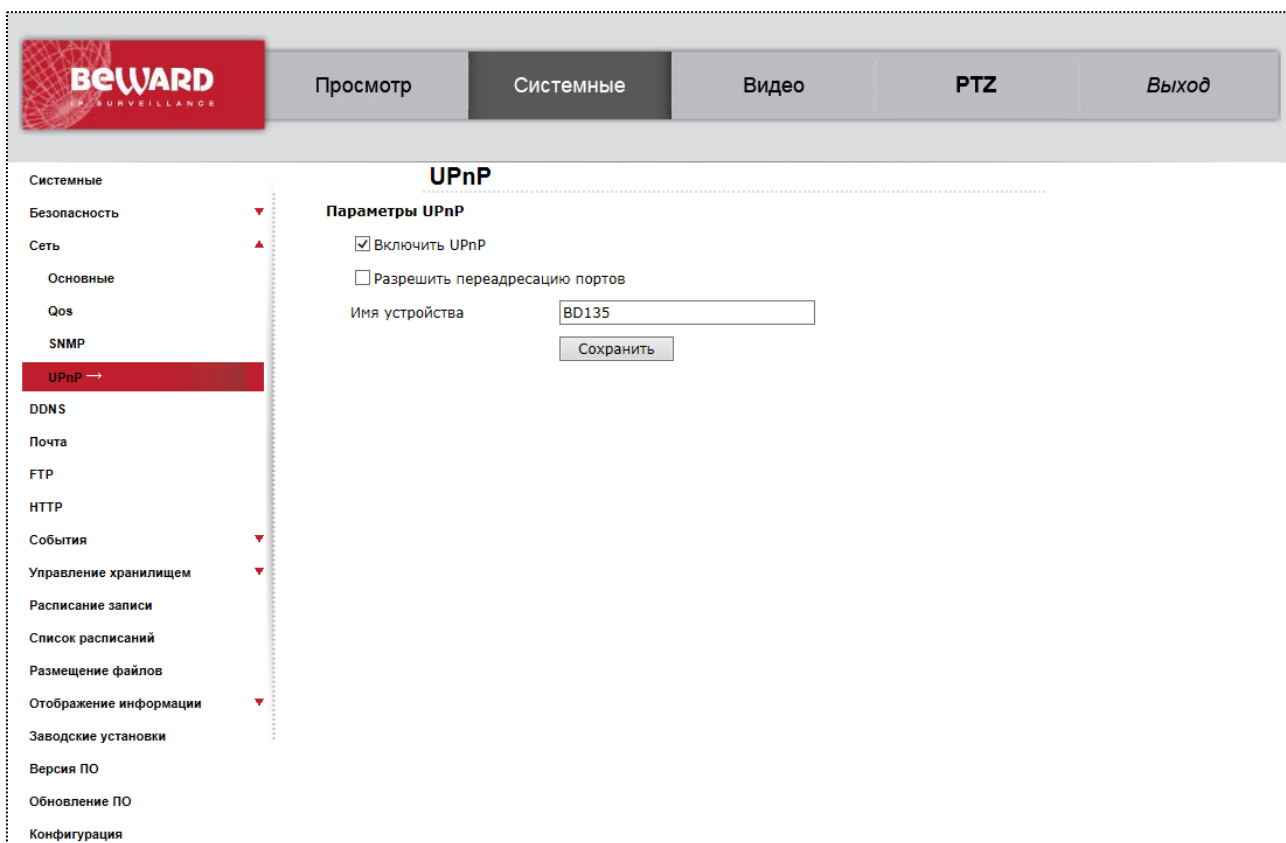 BEWARD
IP SURVEILLANCE
Просмотр
Системные
Видео
PTZ
Выход
Системные
Безопасность
Сеть
Основные
Qos
SNMP
UPnP →
DDNS
Почта
FTP
HTTP
События
Управление хранилищем
Расписание записи
Список расписаний
Размещение файлов
Отображение информации
Заводские установки
Версия ПО
Обновление ПО
Конфигурация
UPnP
Параметры UPnP
Включить UPnP
Разрешить переадресацию портов
Имя устройства BD135
Сохранить